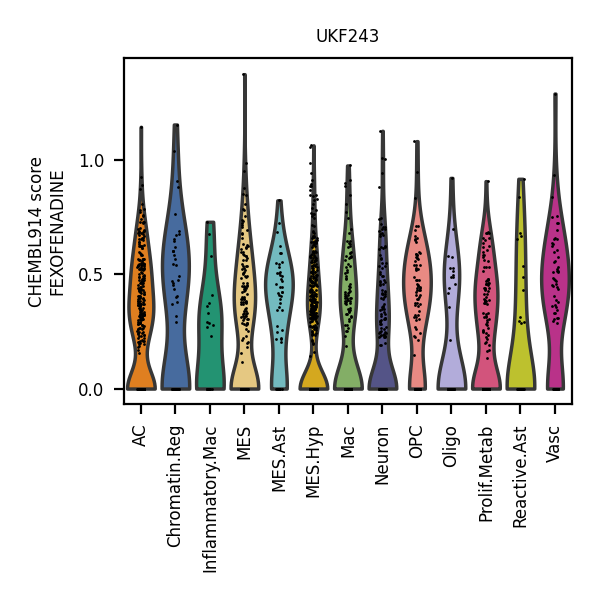 UKF243
CHEMBL914 score
FEXOFENADINE
1.0
0.5
0.0
AC
Chromatin.Reg
Inflammatory.Mac
MES
MES.Ast
MES.Hyp
Mac
Neuron
OPC
Oligo
Prolif.Metab
Reactive.Ast
Vasc